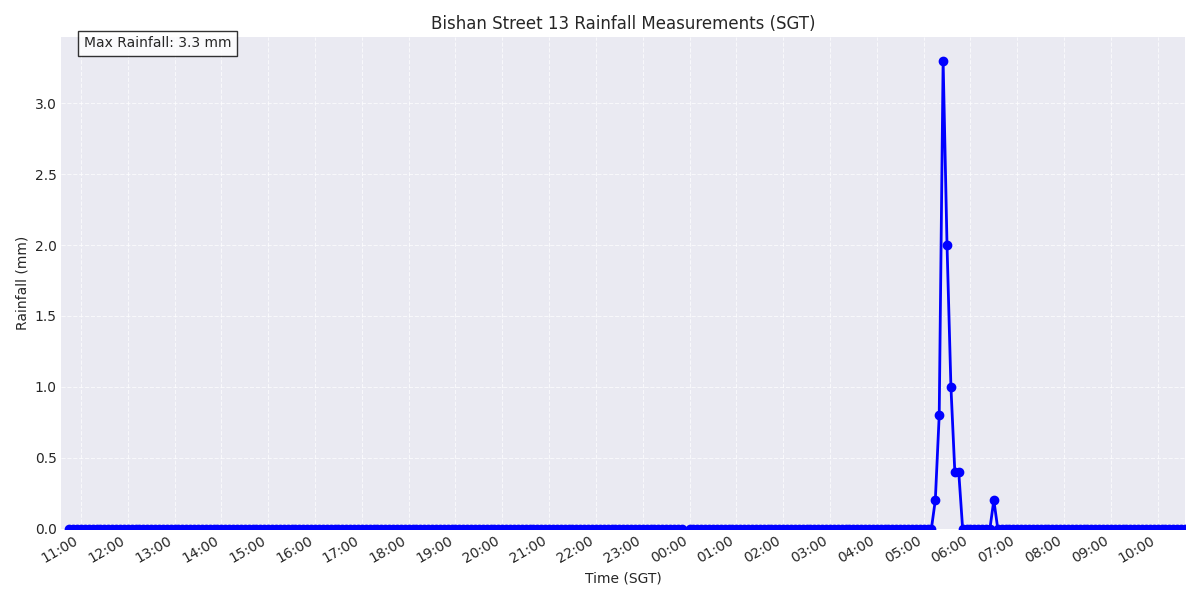 Bishan Street 13 Rainfall Measurements (SGT)
Max Rainfall: 3.3 mm
3.0
2.5
2.0
1.5
1.0
0.5
0.0
Rainfall (mm)
11:00 12:00 13:00 14:00 15:00 16:00 17:00 18:00 19:00 20:00 21:00 22:00 23:00 00:00 01:00 02:00 03:00 04:00 05:00 06:00 07:00 08:00 09:00 10:00
Time (SGT)